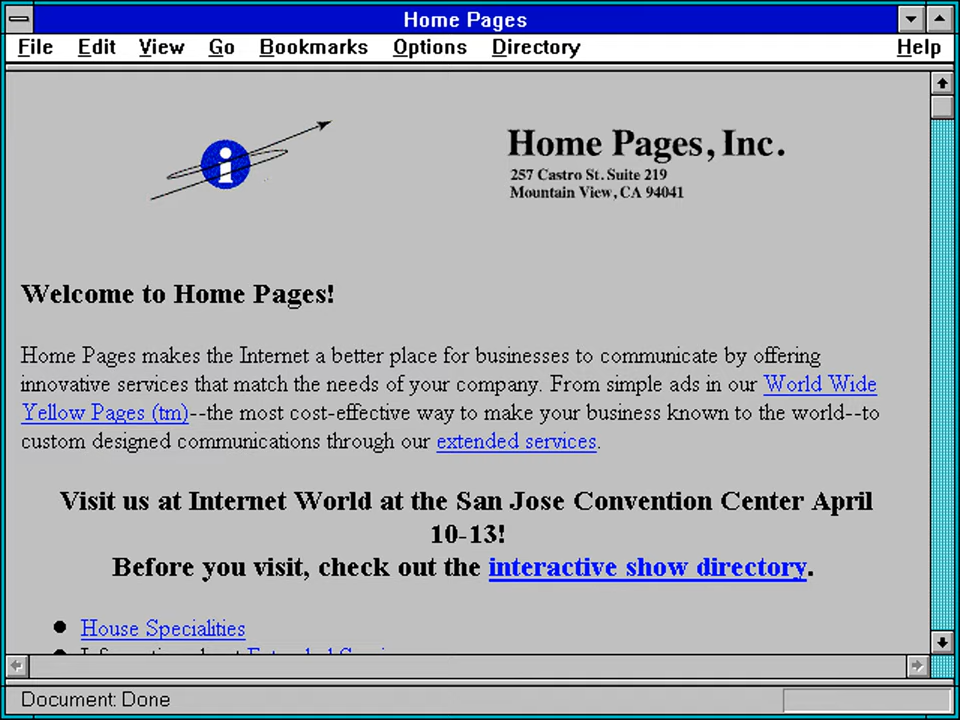 Home Pages
File Edit View Go Bookmarks Options Directory Help
i
Home Pages, Inc.
257 Castro St. Suite 219
Mountain View, CA 94041
Welcome to Home Pages!
Home Pages makes the Internet a better place for businesses to communicate by offering
innovative services that match the needs of your company. From simple ads in our World Wide
Yellow Pages (tm)--the most cost-effective way to make your business known to the world--to
custom designed communications through our extended services.
Visit us at Internet World at the San Jose Convention Center April
10-13!
Before you visit, check out the interactive show directory.
House Specialities
Document: Done